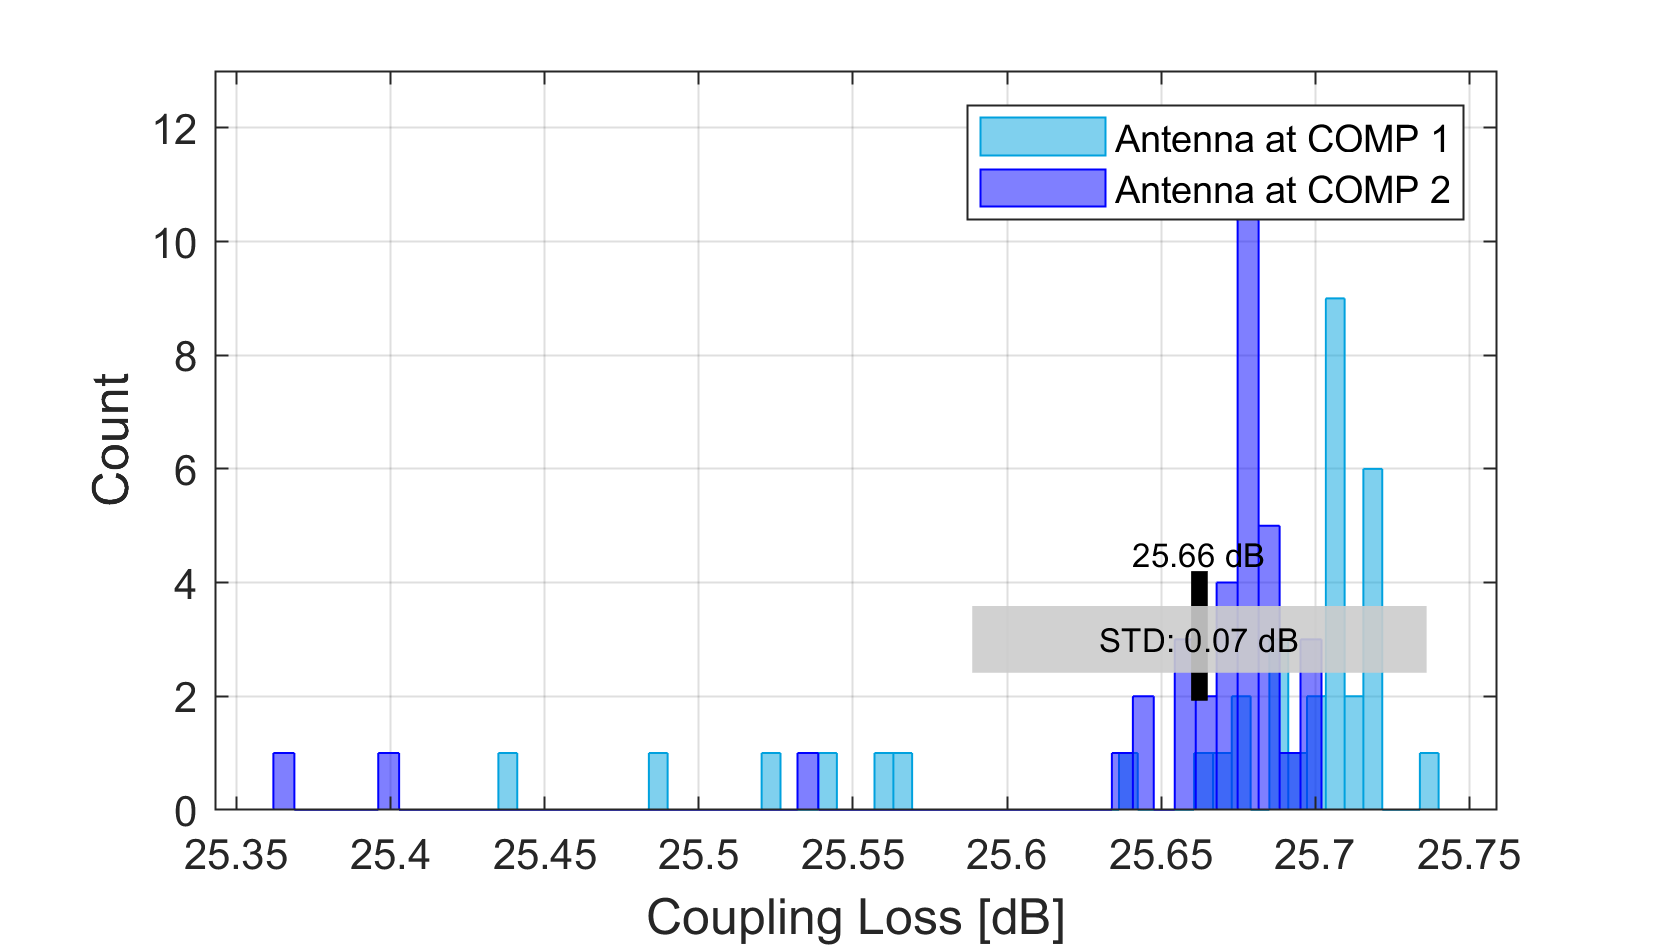 12
10
8
6
4
2
0
Count
Antenna at COMP 1
Antenna at COMP 2
25.66 dB
STD: 0.07 dB
25.35 25.4 25.45 25.5 25.55 25.6 25.65 25.7 25.75
Coupling Loss [dB]